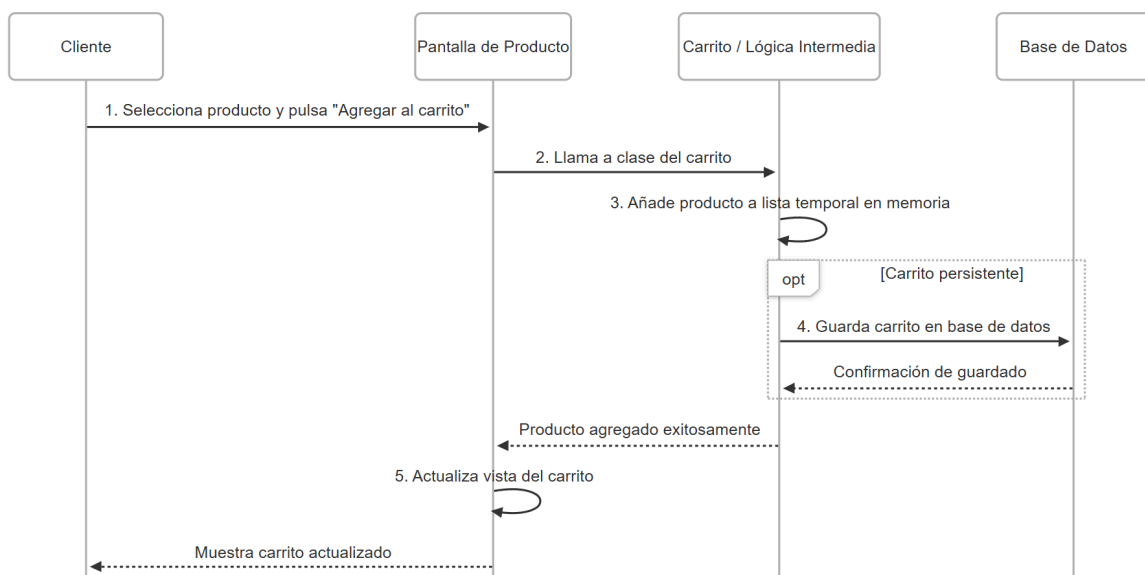 Cliente
Pantalla de Producto
Carrito / Lógica Intermedia
Base de Datos
1. Selecciona producto y pulsa "Agregar al carrito"
2. Llama a clase del carrito
3. Añade producto a lista temporal en memoria
opt
[Carrito persistente]
4. Guarda carrito en base de datos
Confirmación de guardado
Producto agregado exitosamente
5. Actualiza vista del carrito
Muestra carrito actualizado